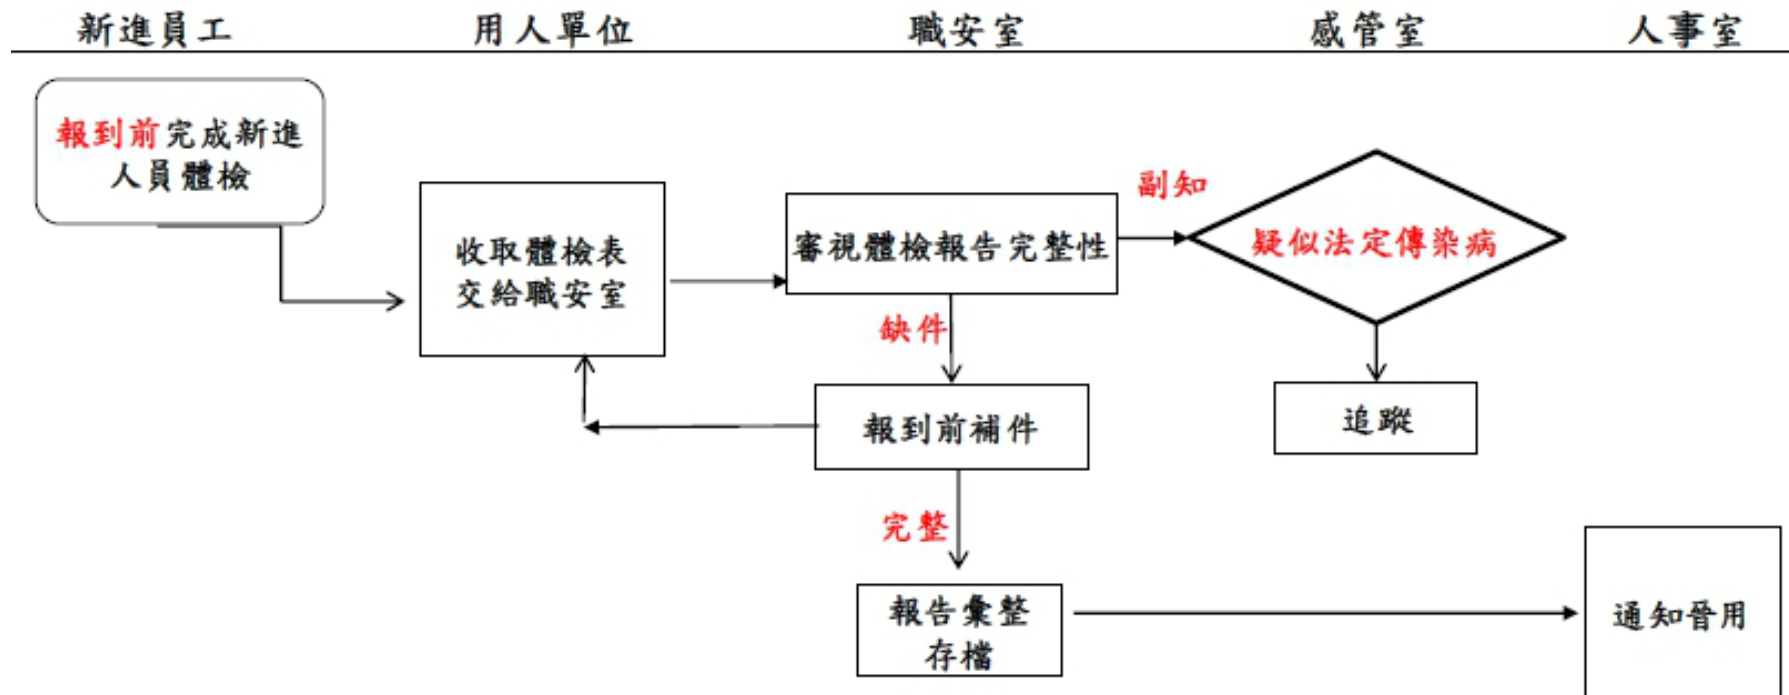 新進員工
用人單位
職安室
感管室
人事室
報到前完成新進
人員體檢
收取體檢表
交給職安室
審視體檢報告完整性
副知
疑似法定傳染病
缺件
報到前補件
追蹤
完整
報告彙整
存檔
通知晉用